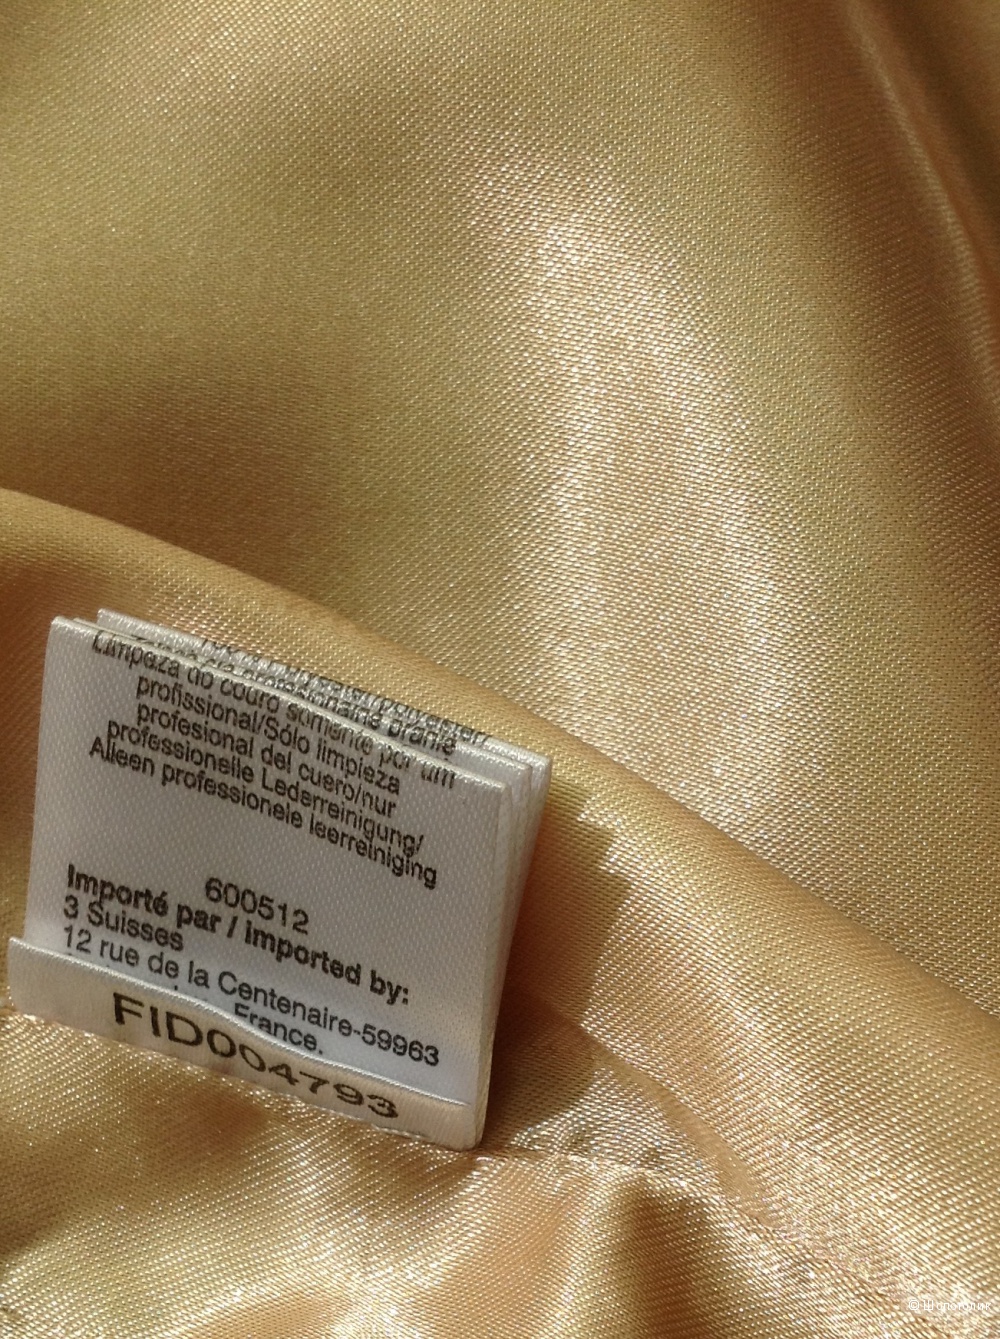 Limpeza do couro somente por um
profissional/Sólo limpieza
profesional del cuero/nur
professionelle Lederreinigung/
Alleen professionele leerreiniging
600512
Importé par / imported by:
3 Suisses
12 rue de la Centenaire-59963
France.
FID004793